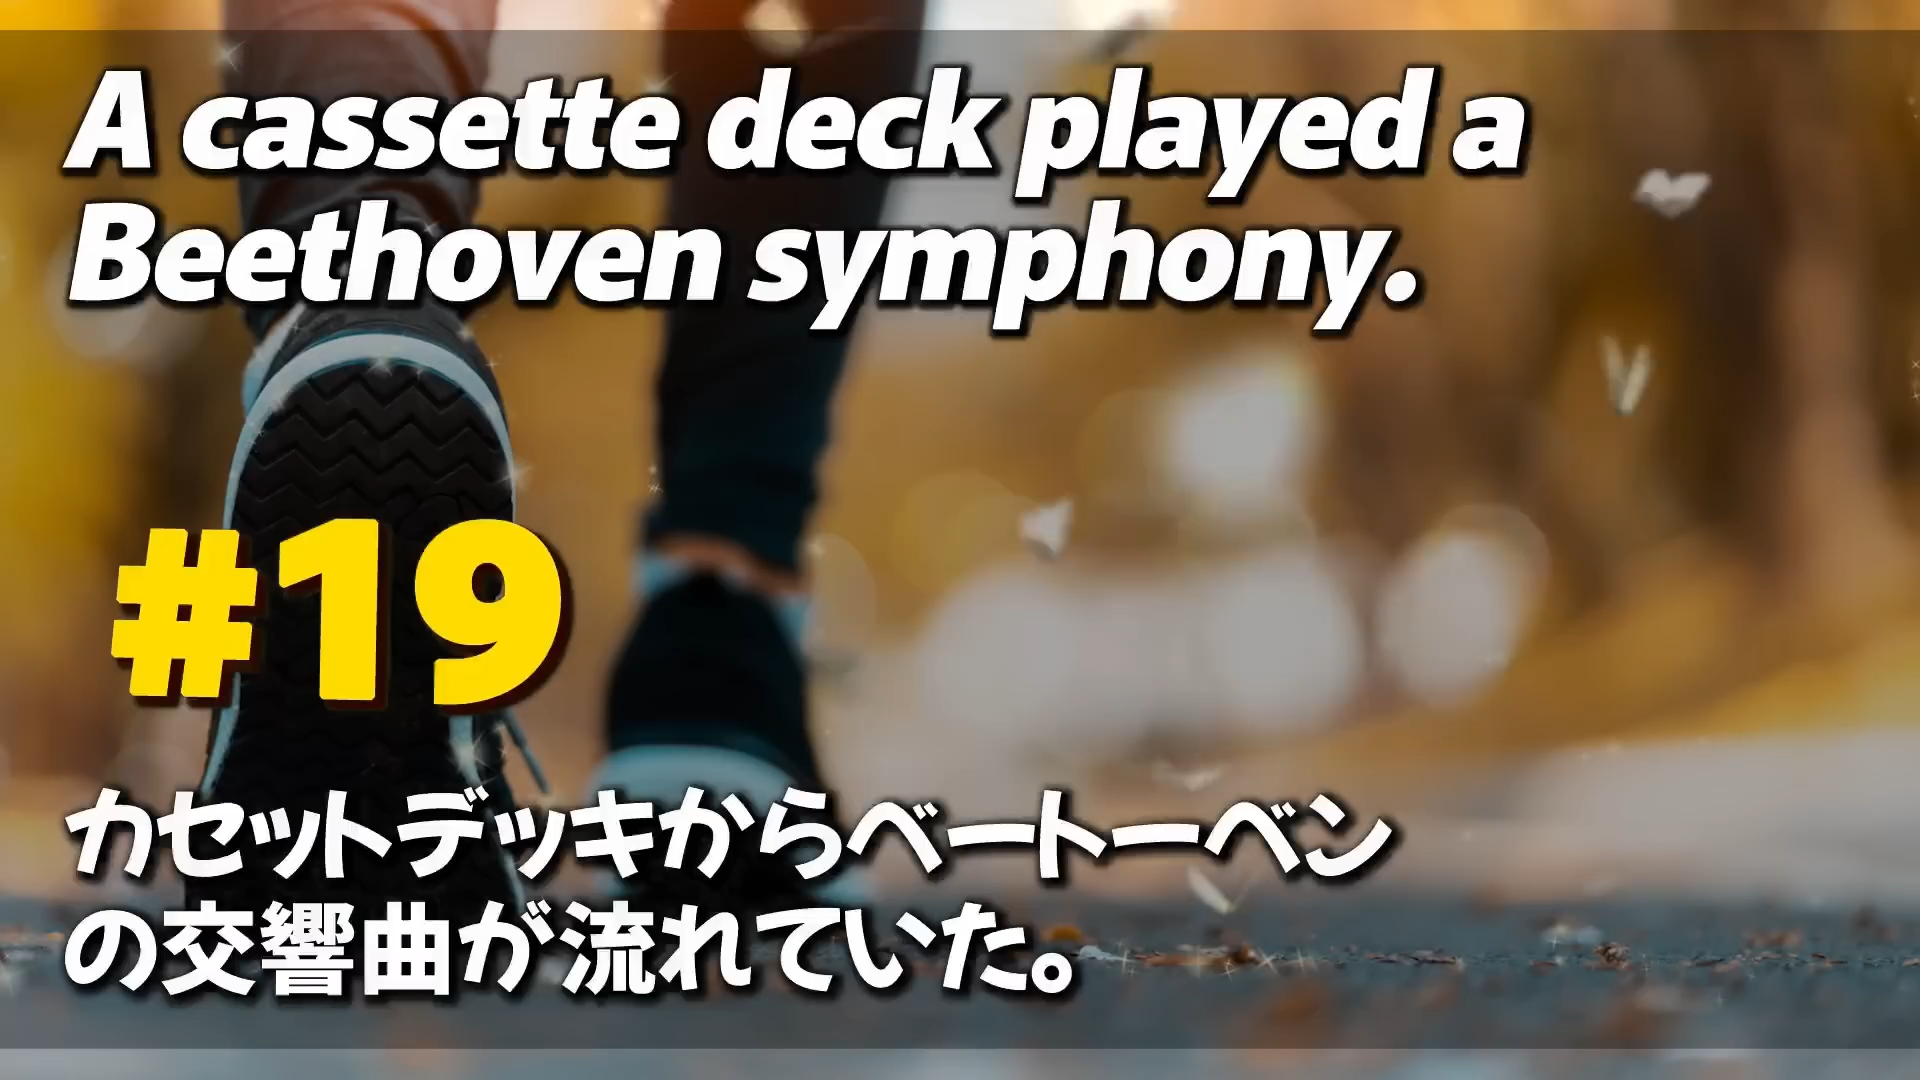 A cassette deck played a
Beethoven symphony.
#19
カセットデッキからベートーベン
の交響曲が流れていた。